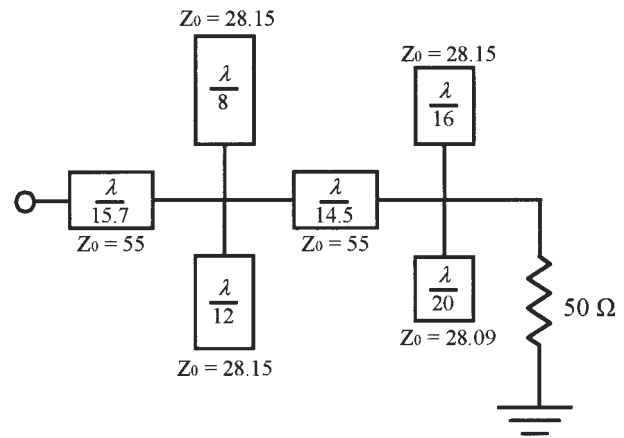 Z₀ = 28.15
λ/8
Z₀ = 28.15
λ/16
λ/15.7
Z₀ = 55
λ/14.5
Z₀ = 55
λ/12
Z₀ = 28.15
λ/20
Z₀ = 28.09
50 Ω